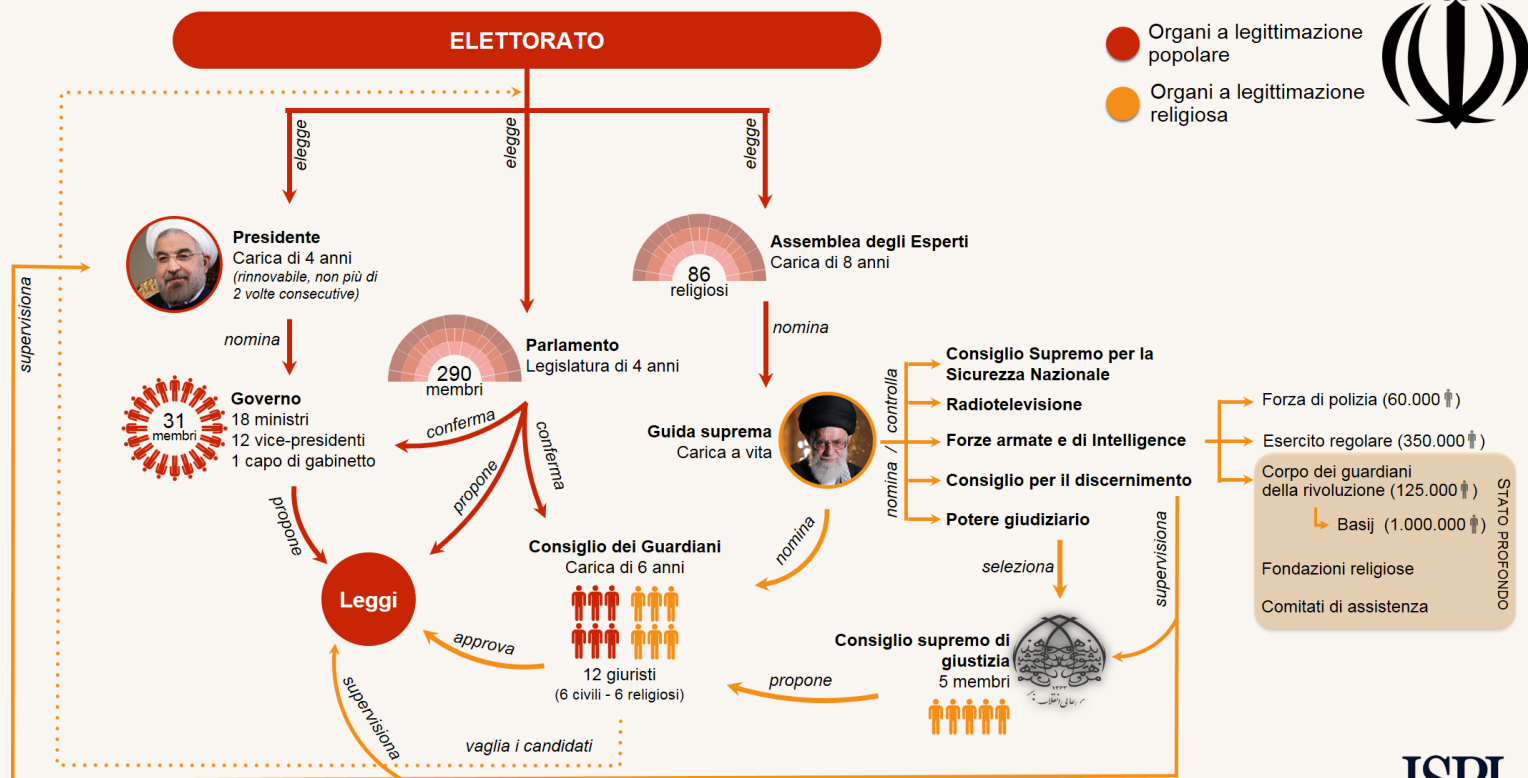 ELETTORATO
Organi a legittimazione
popolare
Organi a legittimazione
religiosa
elegge
elegge
elegge
Presidente
Carica di 4 anni
(rinnovabile, non più di
2 volte consecutive)
86
religiosi
Assemblea degli Esperti
Carica di 8 anni
supervisiona
nomina
nomina
290
membri
Parlamento
Legislatura di 4 anni
31
membri
Governo
18 ministri
12 vice-presidenti
1 capo di gabinetto
conferma
conferma
propone
propone
Guida suprema
Carica a vita
nomina / controlla
Consiglio Supremo per la
Sicurezza Nazionale
Radiotelevisione
Forze armate e di Intelligence
Consiglio per il discernimento
Potere giudiziario
Forza di polizia (60.000)
Esercito regolare (350.000)
Corpo dei guardiani
della rivoluzione (125.000)
Basij (1.000.000)
Fondazioni religiose
Comitati di assistenza
STATO PROFONDO
nomina
seleziona
supervisiona
Consiglio dei Guardiani
Carica di 6 anni
Leggi
approva
12 giuristi
(6 civili - 6 religiosi)
Consiglio supremo di
giustizia
5 membri
propone
supervisiona
vaglia i candidati
ISPI